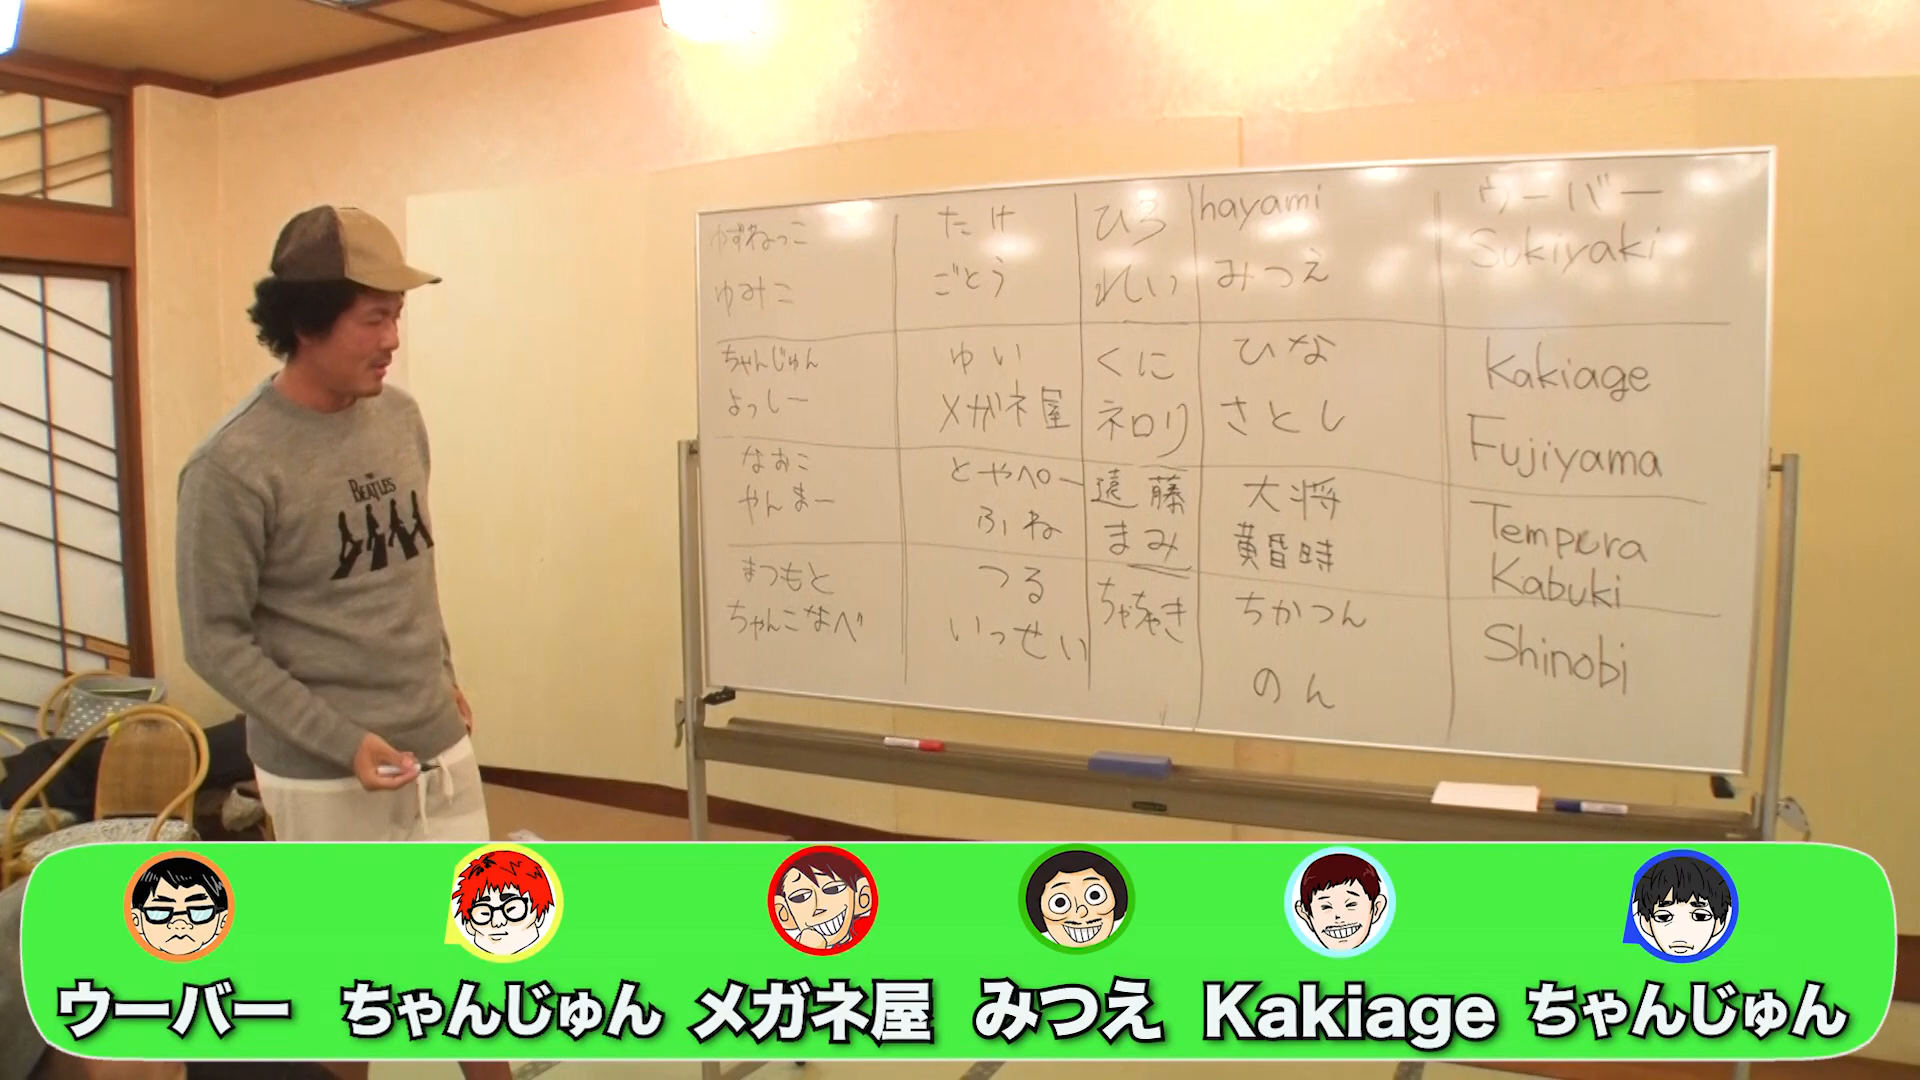 THE
BEATLES
ゆずねっこ
ゆみこ
たけ
ごとう
ひろ
れい
hayami
みつえ
ウーバー
Sukiyaki
ちゃんじゅん
よっしー
ゆい
メガネ屋
くに
ネロリ
ひな
さとし
Kakiage
Fujiyama
なおこ
やんまー
とやペー
ふね
遠藤
まみ
大将
黄昏時
Tempura
Kabuki
まつもと
ちゃんこなべ
つる
いっせい
ちゃちゃき
ちかつん
のん
Shinobi
ウーバー
ちゃんじゅん
メガネ屋
みつえ
Kakiage
ちゃんじゅん